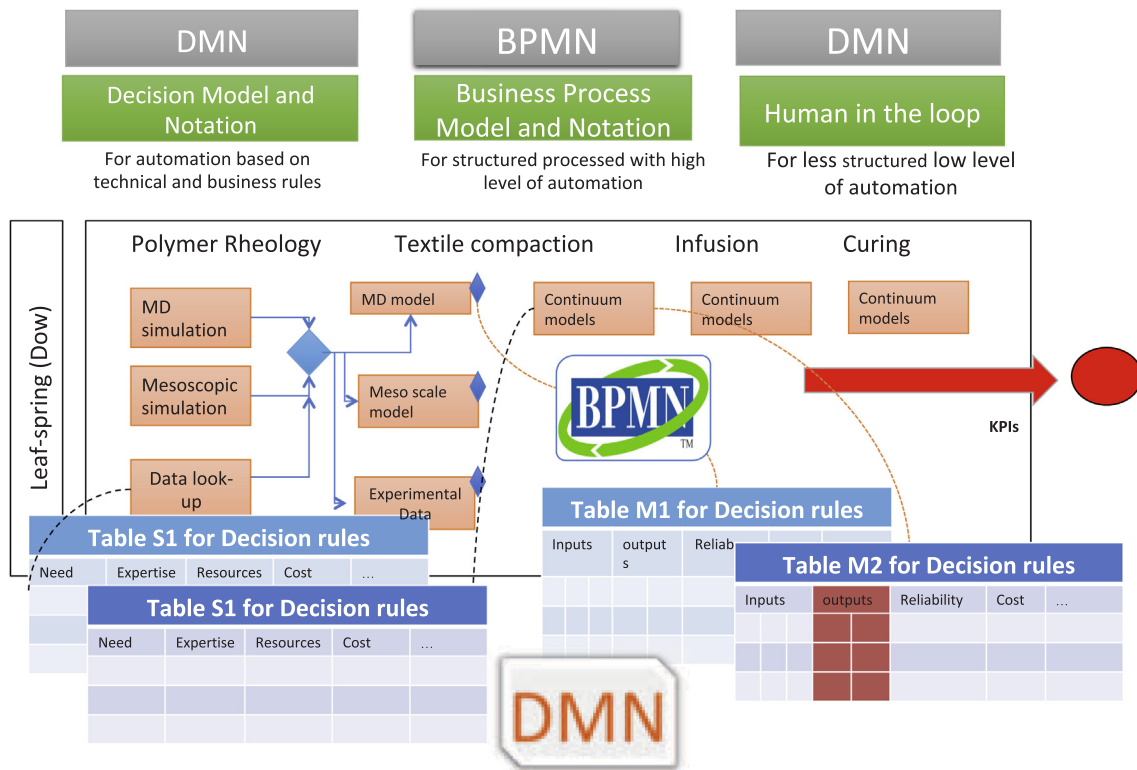 DMN
BPMN
DMN
Decision Model and
Notation
Business Process
Model and Notation
Human in the loop
For automation based on
technical and business rules
For structured processed with high
level of automation
For less structured low level
of automation
Leaf-spring (Dow)
Polymer Rheology
Textile compaction
Infusion
Curing
MD
simulation
MD model
Continuum
models
Continuum
models
Continuum
models
Mesoscopic
simulation
Meso scale
model
BPMN
TM
KPIs
Data look-
up
Experimental
Data
Table S1 for Decision rules
Need Expertise Resources Cost ...
Table S1 for Decision rules
Need Expertise Resources Cost ...
Table M1 for Decision rules
Inputs output
s
Reliab
Table M2 for Decision rules
Inputs outputs Reliability Cost ...
DMN